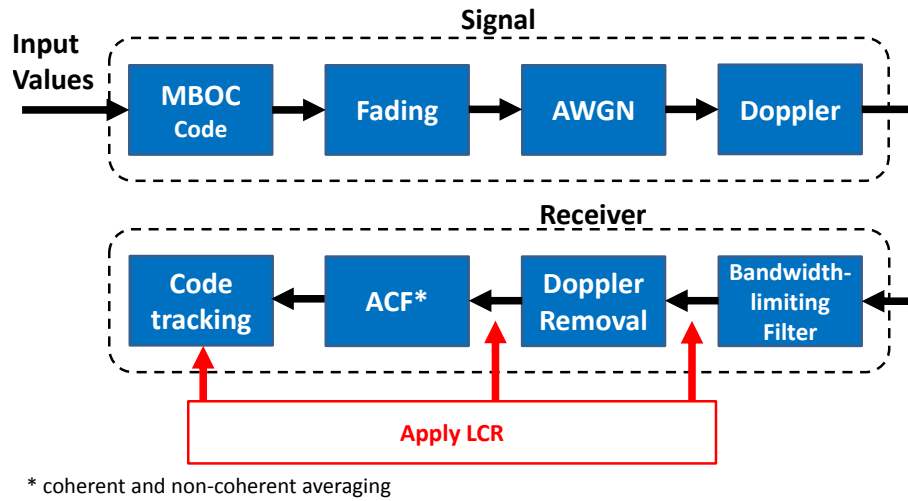 Signal
Input
Values
MBOC
Code
Fading
AWGN
Doppler
Receiver
Code
tracking
ACF*
Doppler
Removal
Bandwidth-
limiting
Filter
Apply LCR
* coherent and non-coherent averaging